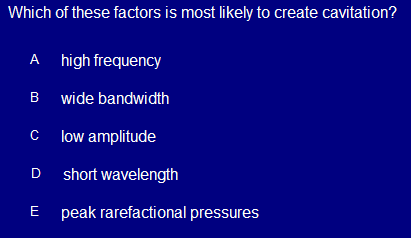 Which of these factors is most likely to create cavitation?
A high frequency
B wide bandwidth
C low amplitude
D short wavelength
E peak rarefactional pressures